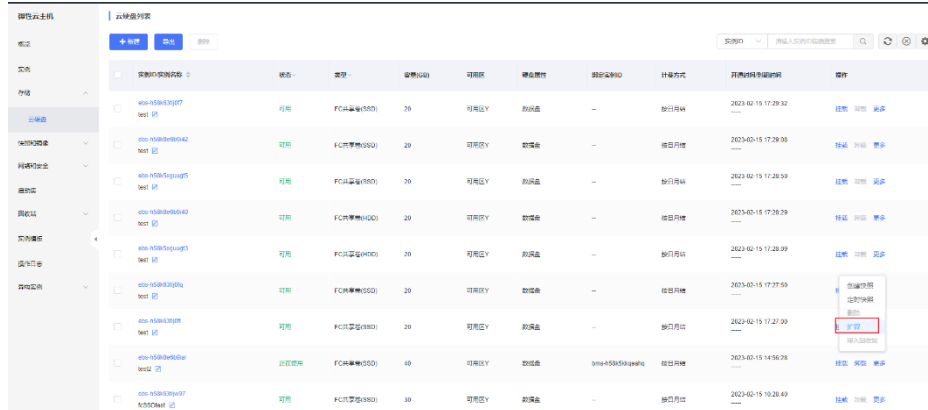 弹性云主机
云硬盘列表
概览
+ 新建 导出 删除
实例ID 请输入实例ID精确搜索
实例
实例ID/实例名称 状态 类型 容量(GB) 可用区 硬盘属性 绑定实例ID 计费方式 开通时间/到期时间 操作
存储
云硬盘
快照和镜像
网络和安全
回收站
实例模板
操作日志
异构实例
test 可用 FC共享卷(SSD) 20 可用区Y 数据盘 -- 按日月结 2023-02-15 17:29:32 挂载 卸载 更多
test 可用 FC共享卷(SSD) 20 可用区Y 数据盘 -- 按日月结 2023-02-15 17:29:00 挂载 卸载 更多
test 可用 FC共享卷(SSD) 20 可用区Y 数据盘 -- 按日月结 2023-02-15 17:28:50 挂载 卸载 更多
test 可用 FC共享卷(HDD) 20 可用区Y 数据盘 -- 按日月结 2023-02-15 17:28:29 挂载 卸载 更多
test 可用 FC共享卷(HDD) 20 可用区Y 数据盘 -- 按日月结 2023-02-15 17:28:09 挂载 卸载 更多
test 可用 FC共享卷(SSD) 20 可用区Y 数据盘 -- 按日月结 2023-02-15 17:27:50
创建快照
定时快照
删除
扩容
移入回收站
test 可用 FC共享卷(SSD) 20 可用区Y 数据盘 -- 按日月结 2023-02-15 17:27:00
test2 正在使用 FC共享卷(SSD) 40 可用区Y 数据盘 按日月结 2023-02-15 14:56:28 挂载 卸载 更多
可用 FC共享卷(SSD) 30 可用区Y 数据盘 -- 按日月结 2023-02-15 10:28:40 挂载 卸载 更多